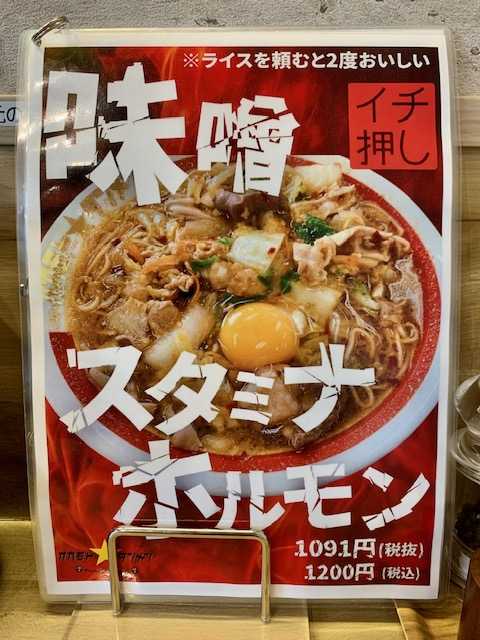 ※ライスを頼むと2度おいしい
イチ
押し
味噌
スタミナ
ホルモン
1091円(税抜)
1200円(税込)